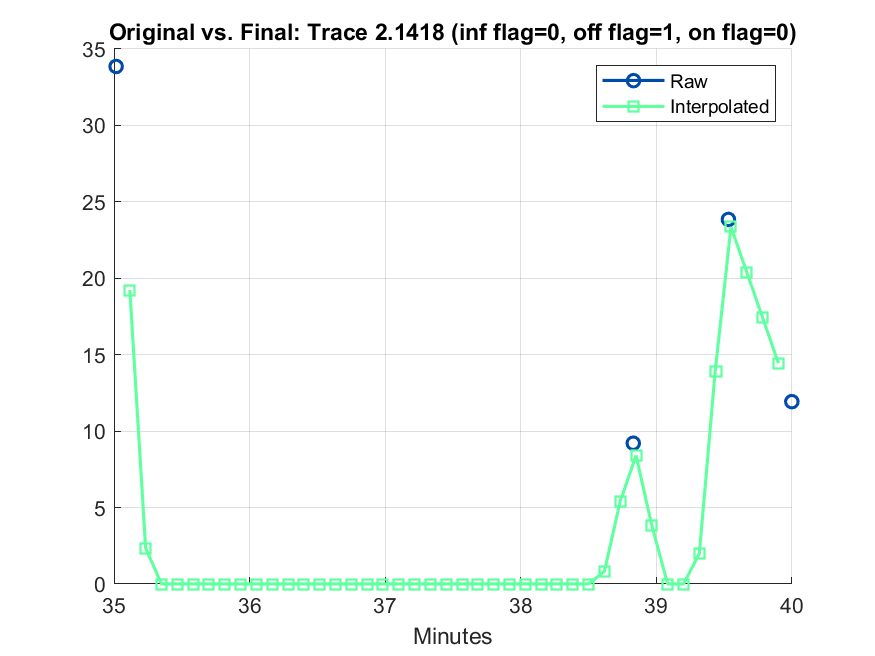 Original vs. Final: Trace 2.1418 (inf flag=0, off flag=1, on flag=0)
Raw
Interpolated
35
30
25
20
15
10
5
0
35 36 37 38 39 40
Minutes